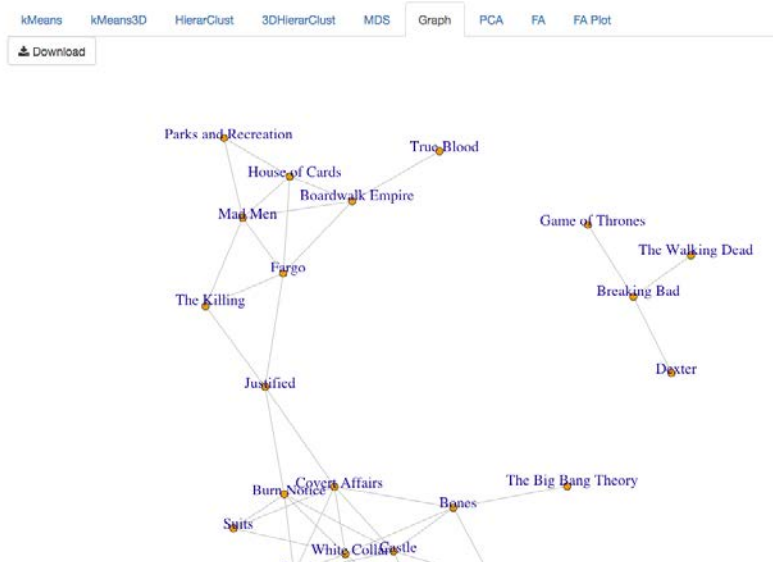 kMeans kMeans3D HierarClust 3DHierarClust MDS Graph PCA FA FA Plot
Download
Parks and Recreation
True Blood
House of Cards
Boardwalk Empire
Mad Men
Game of Thrones
The Walking Dead
Fargo
Breaking Bad
The Killing
Dexter
Justified
The Big Bang Theory
Covert Affairs
Burn Notice
Bones
Suits
White Collar
Castle